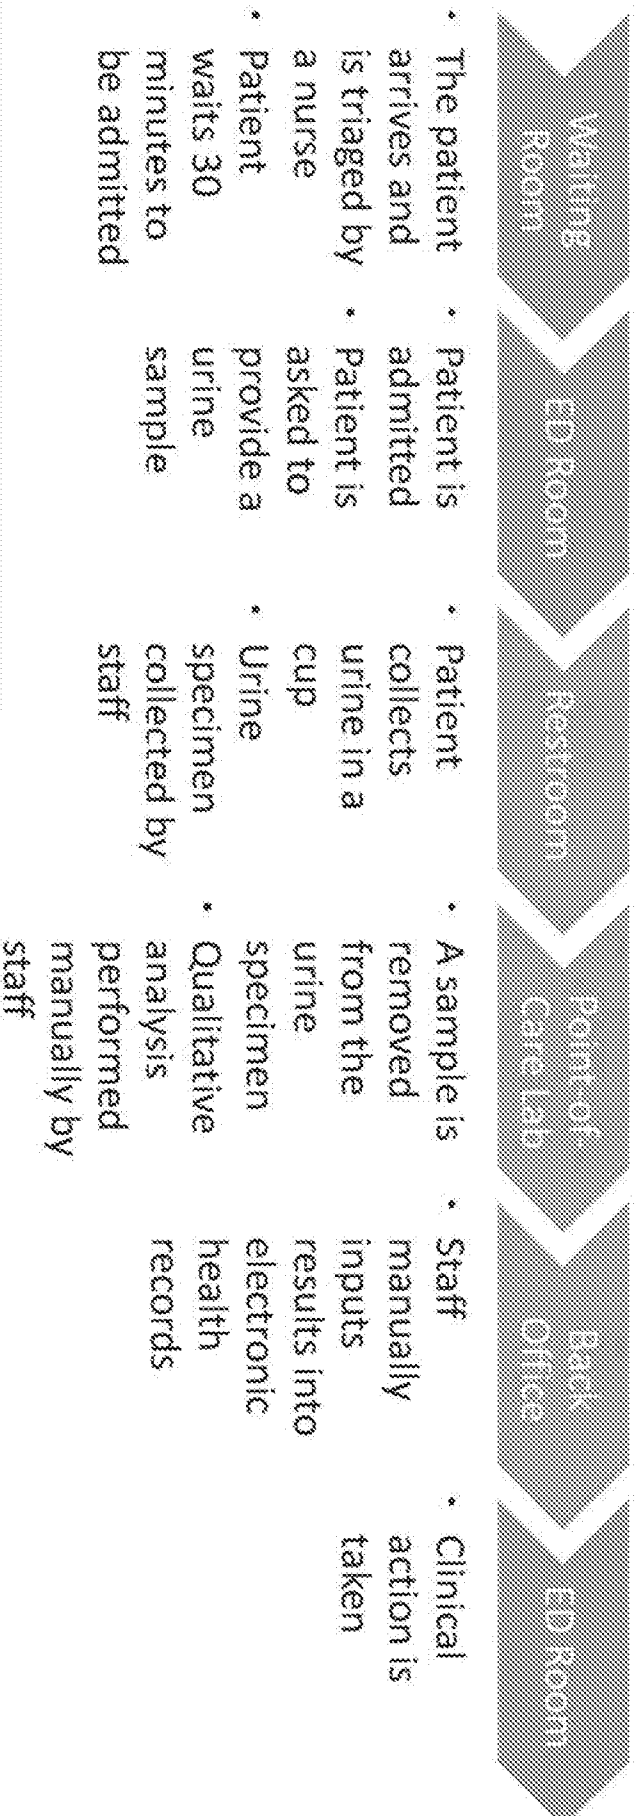 Waiting
Room
• The patient
arrives and
is triaged by
a nurse
• Patient
waits 30
minutes to
be admitted
ED Room
• Patient is
admitted
• Patient is
asked to
provide a
urine
sample
Restroom
• Patient
collects
urine in a
cup
• Urine
specimen
collected by
staff
Point-of-
Care Lab
• A sample is
removed
from the
urine
specimen
• Qualitative
analysis
performed
manually by
staff
Back
Office
• Staff
manually
inputs
results into
electronic
health
records
ED Room
• Clinical
action is
taken